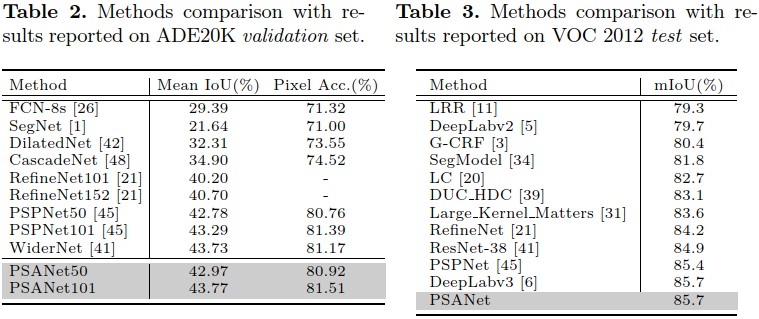 Table 2. Methods comparison with re-
sults reported on ADE20K validation set.
Method Mean IoU(%) Pixel Acc.(%)
FCN-8s [26] 29.39 71.32
SegNet [1] 21.64 71.00
DilatedNet [42] 32.31 73.55
CascadeNet [48] 34.90 74.52
RefineNet101 [21] 40.20 -
RefineNet152 [21] 40.70 -
PSPNet50 [45] 42.78 80.76
PSPNet101 [45] 43.29 81.39
WiderNet [41] 43.73 81.17
PSANet50 42.97 80.92
PSANet101 43.77 81.51
Table 3. Methods comparison with re-
sults reported on VOC 2012 test set.
Method mIoU(%)
LRR [11] 79.3
DeepLabv2 [5] 79.7
G-CRF [3] 80.4
SegModel [34] 81.8
LC [20] 82.7
DUC_HDC [39] 83.1
Large_Kernel_Matters [31] 83.6
RefineNet [21] 84.2
ResNet-38 [41] 84.9
PSPNet [45] 85.4
DeepLabv3 [6] 85.7
PSANet 85.7